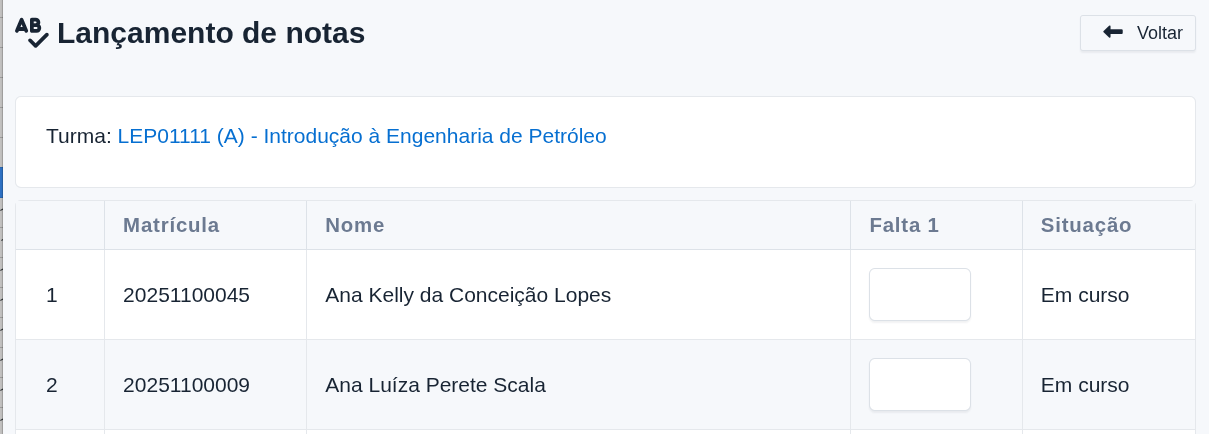 Lançamento de notas
Voltar
Turma: LEP01111 (A) - Introdução à Engenharia de Petróleo
Matrícula Nome Falta 1 Situação
1 20251100045 Ana Kelly da Conceição Lopes Em curso
2 20251100009 Ana Luíza Perete Scala Em curso